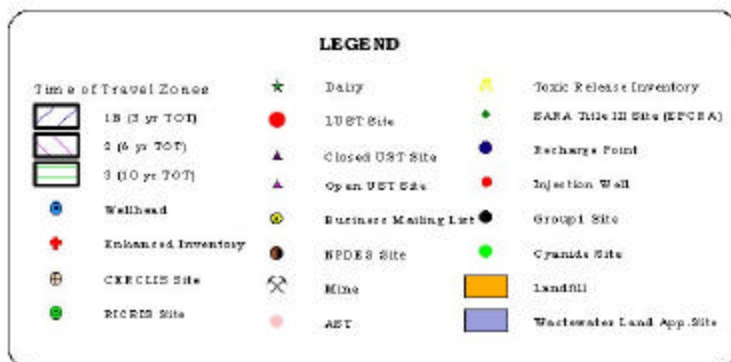 LEGEND
Time of Travel Zones
1B (3 yr TOT)
2 (6 yr TOT)
3 (10 yr TOT)
Wellhead
Enhanced Inventory
CERCLIS Site
RICRIS Site
Dairy
LUST Site
Closed UST Site
Open UST Site
Business Mailing List
NPDES Site
Mine
AST
Toxic Release Inventory
SARA Title III Site (EPCRA)
Recharge Point
Injection Well
Group1 Site
Cyanide Site
Landfill
Wastewater Land App.Site